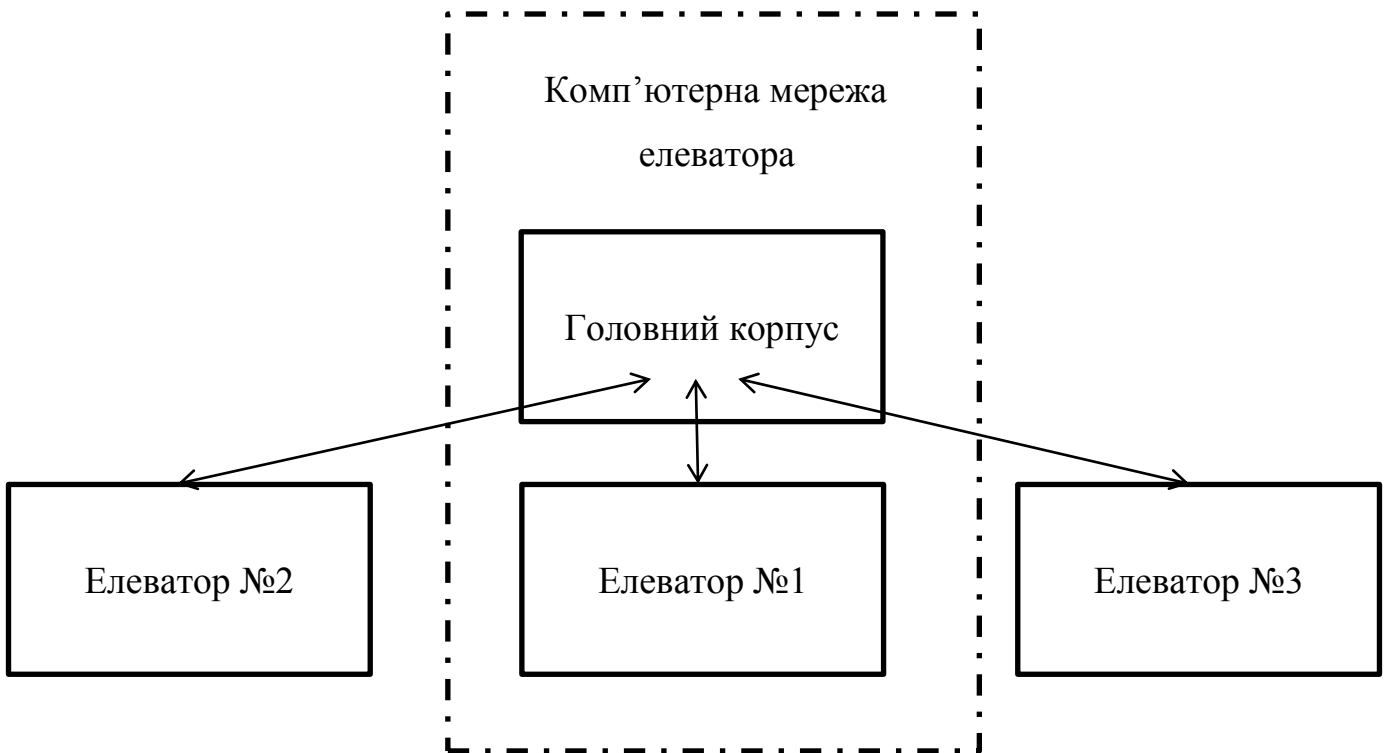 Комп’ютерна мережа
елеватора
Головний корпус
Елеватор №2
Елеватор №1
Елеватор №3